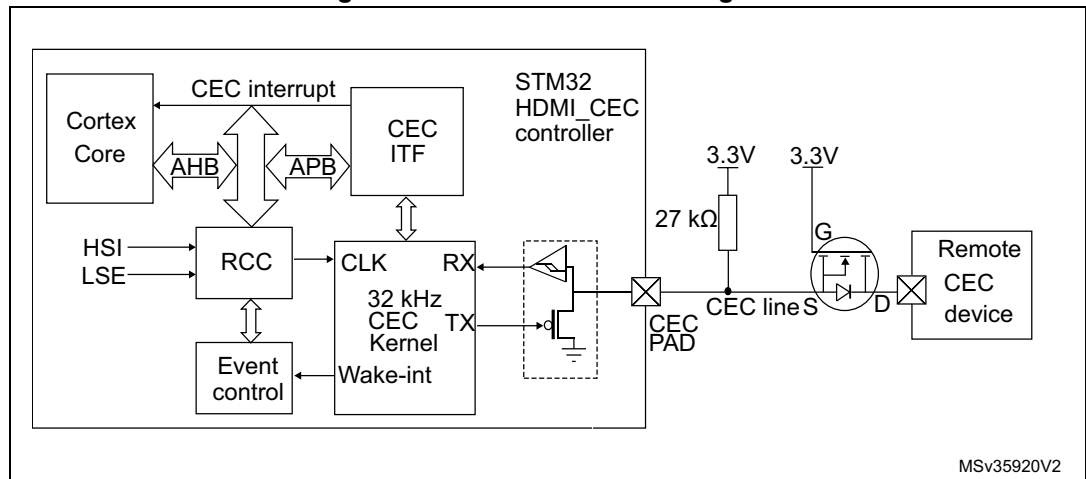 STM32
HDMI_CEC
controller
CEC interrupt
Cortex
Core
CEC
ITF
AHB
APB
3.3V
3.3V
27 kΩ
HSI
LSE
RCC
CLK
RX
G
Remote
CEC
device
32 kHz
CEC
Kernel
TX
CEC line
S
D
CEC
PAD
Event
control
Wake-int
MSv35920V2